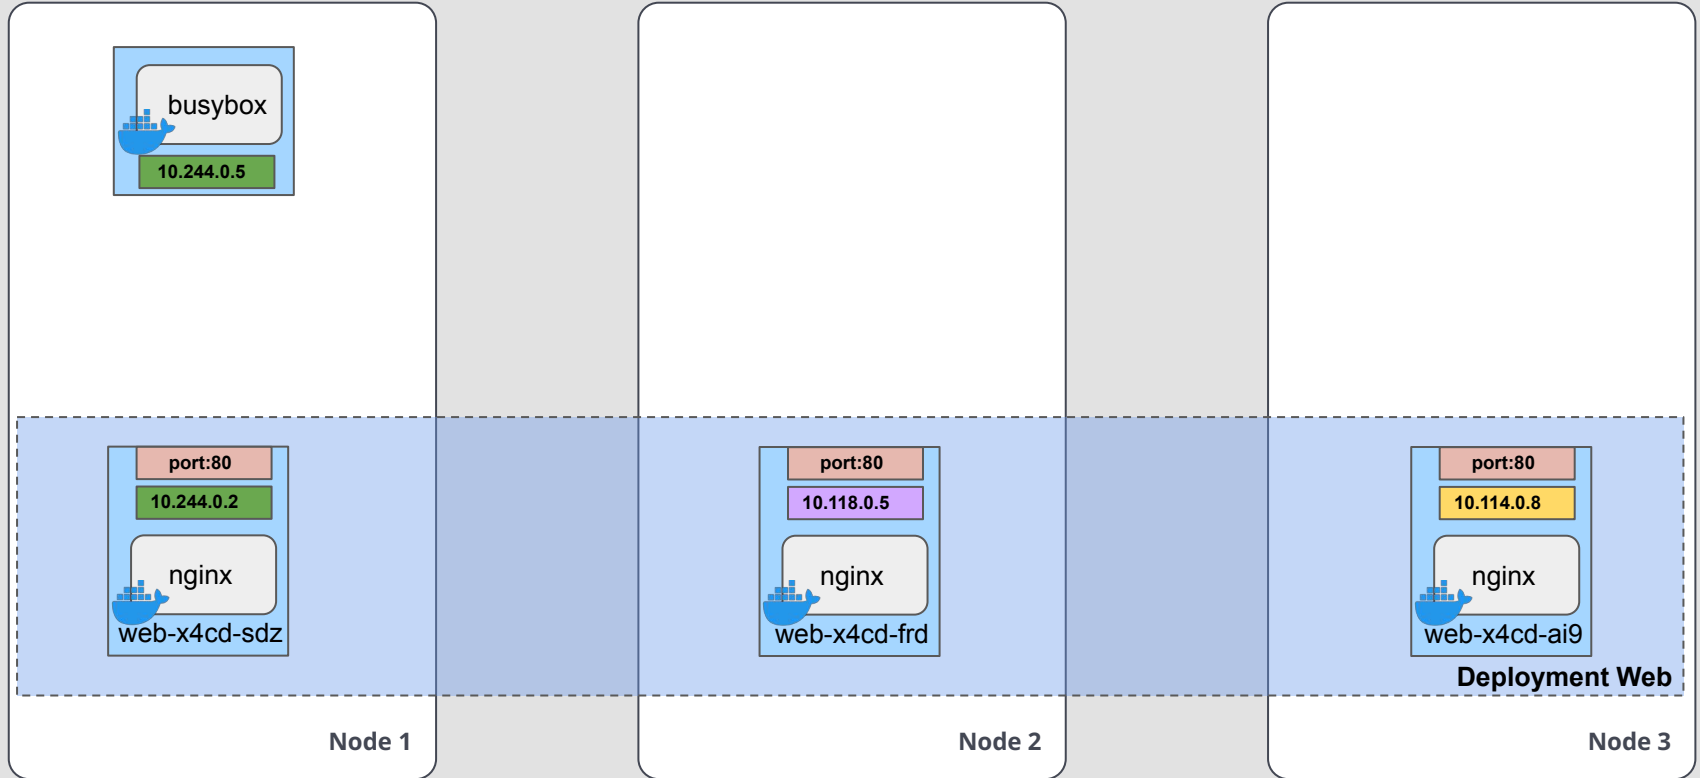 busybox
10.244.0.5
port:80
10.244.0.2
nginx
web-x4cd-sdz
port:80
10.118.0.5
nginx
web-x4cd-frd
port:80
10.114.0.8
nginx
web-x4cd-ai9
Deployment Web
Node 1
Node 2
Node 3